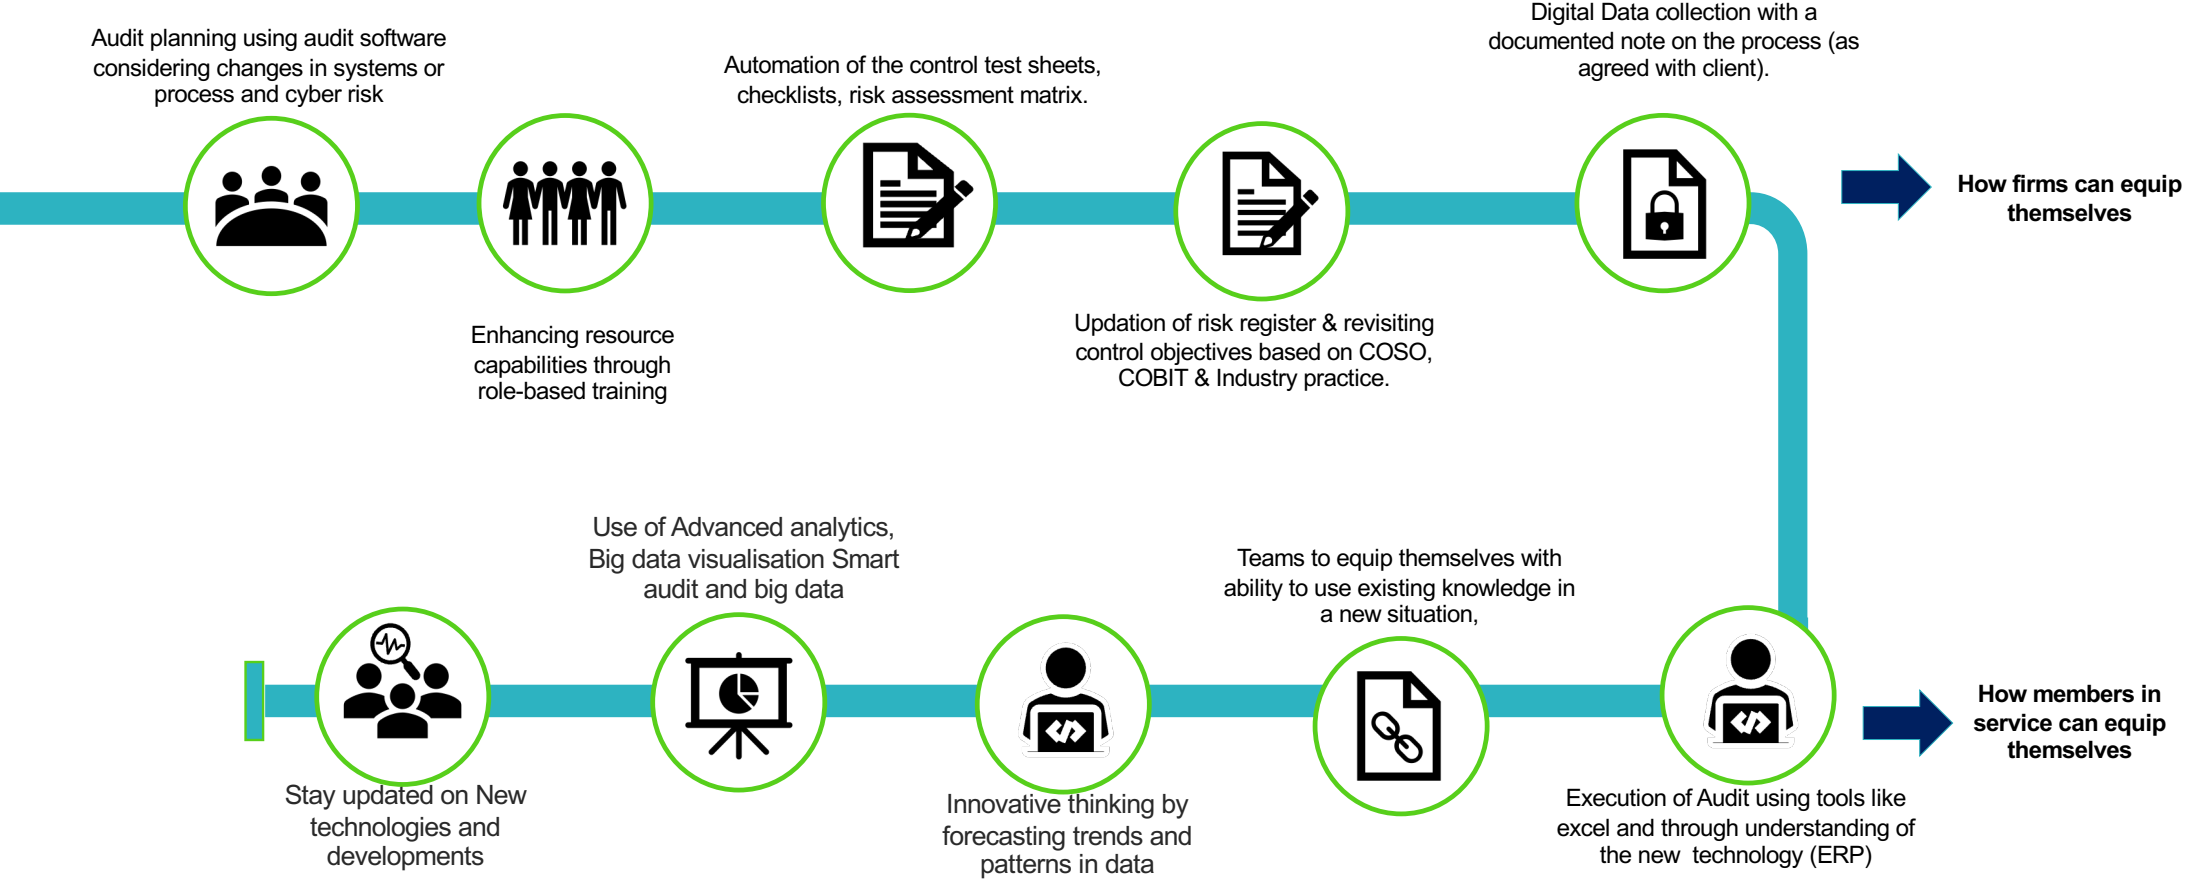 Audit planning using audit software
considering changes in systems or
process and cyber risk
Enhancing resource
capabilities through
role-based training
Automation of the control test sheets,
checklists, risk assessment matrix.
Updation of risk register & revisiting
control objectives based on COSO,
COBIT & Industry practice.
Digital Data collection with a
documented note on the process (as
agreed with client).
How firms can equip
themselves
Stay updated on New
technologies and
developments
Use of Advanced analytics,
Big data visualisation Smart
audit and big data
Innovative thinking by
forecasting trends and
patterns in data
Teams to equip themselves with
ability to use existing knowledge in
a new situation,
Execution of Audit using tools like
excel and through understanding of
the new technology (ERP)
How members in
service can equip
themselves